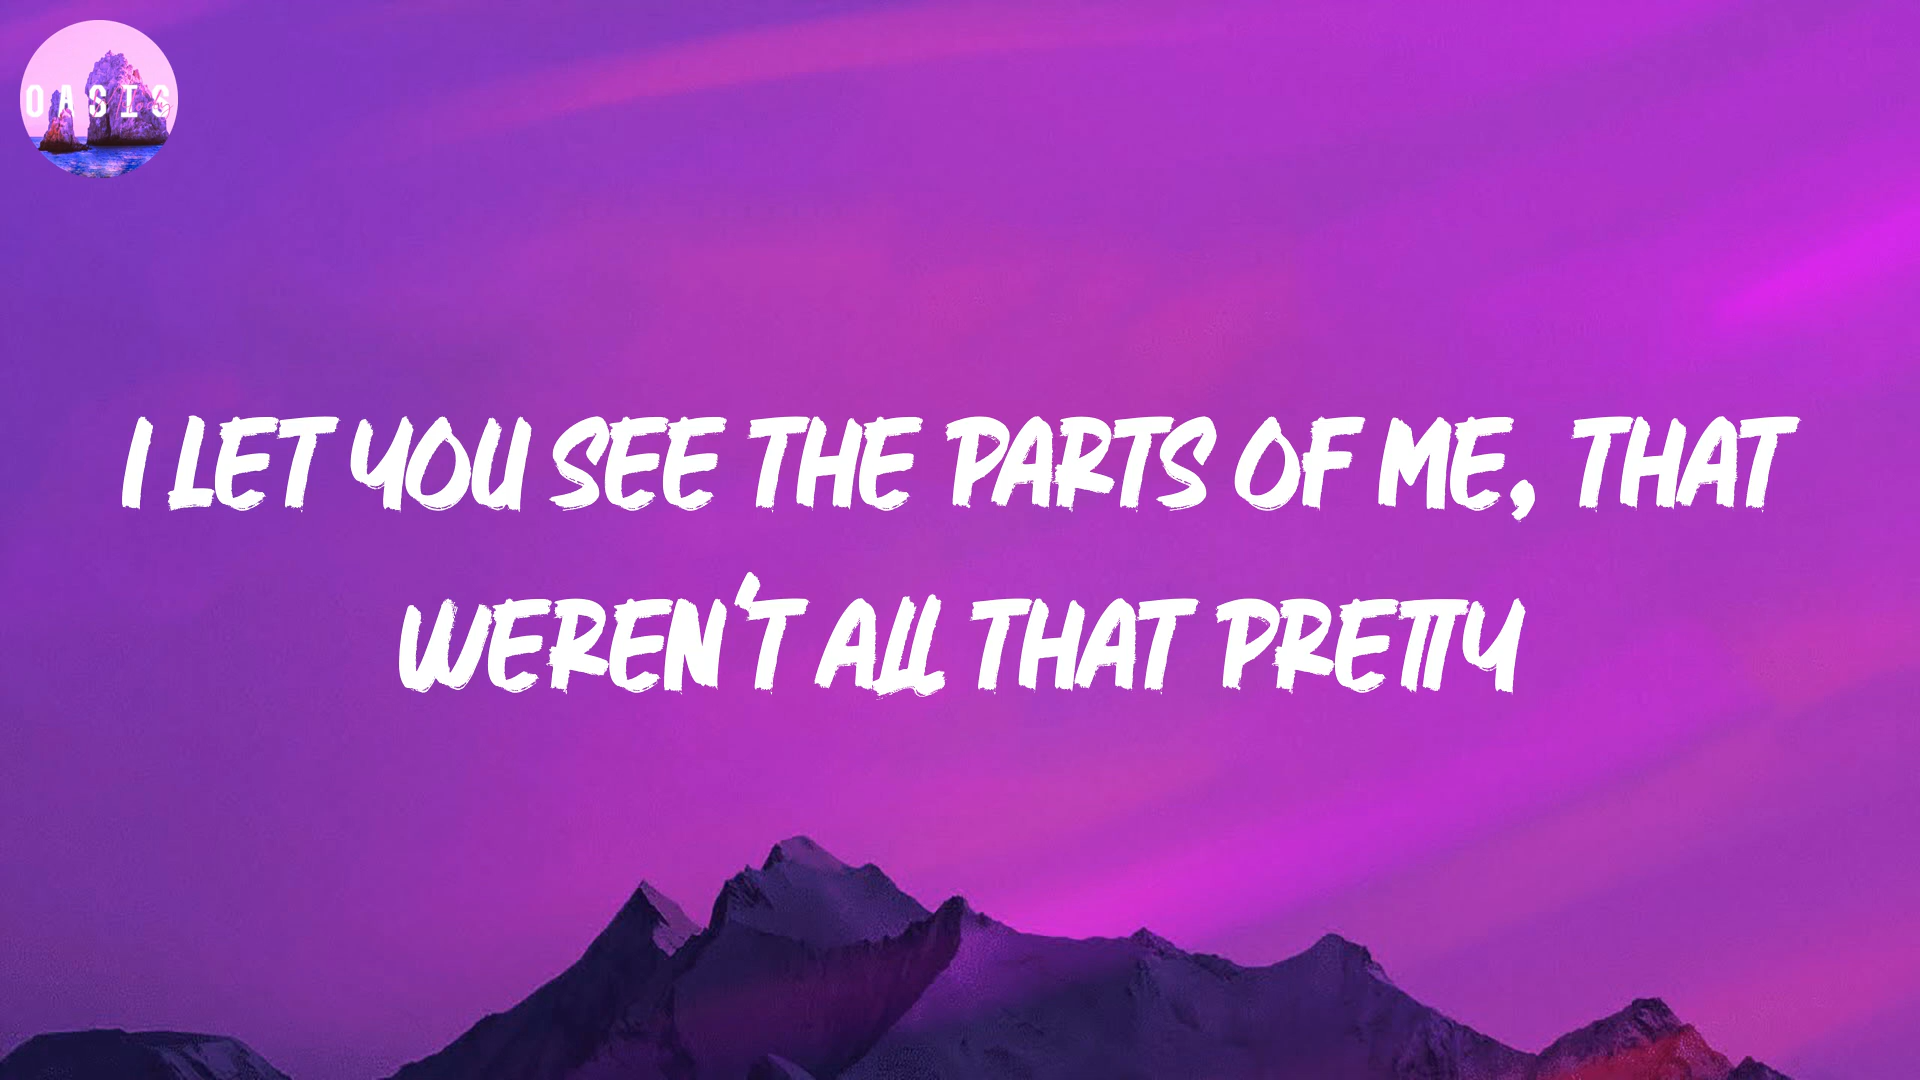 OASIS
I LET YOU SEE THE PARTS OF ME, THAT
WEREN'T ALL THAT PRETTY